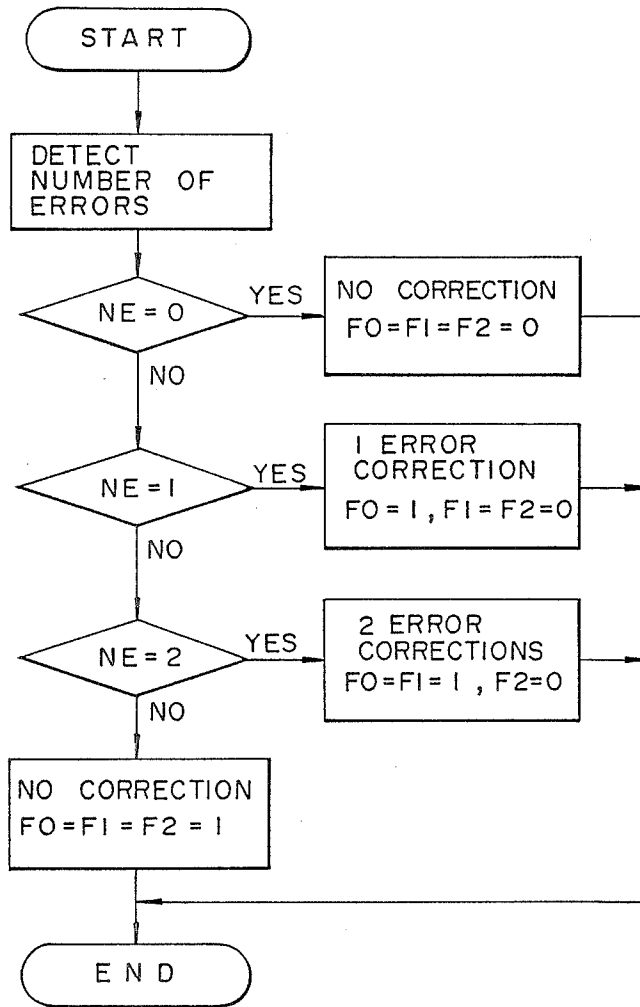 START
DETECT
NUMBER OF
ERRORS
NE = 0
YES
NO CORRECTION
F0 = F1 = F2 = 0
NO
NE = 1
YES
1 ERROR
CORRECTION
F0 = 1, F1 = F2 = 0
NO
NE = 2
YES
2 ERROR
CORRECTIONS
F0 = F1 = 1, F2 = 0
NO
NO CORRECTION
F0 = F1 = F2 = 1
END